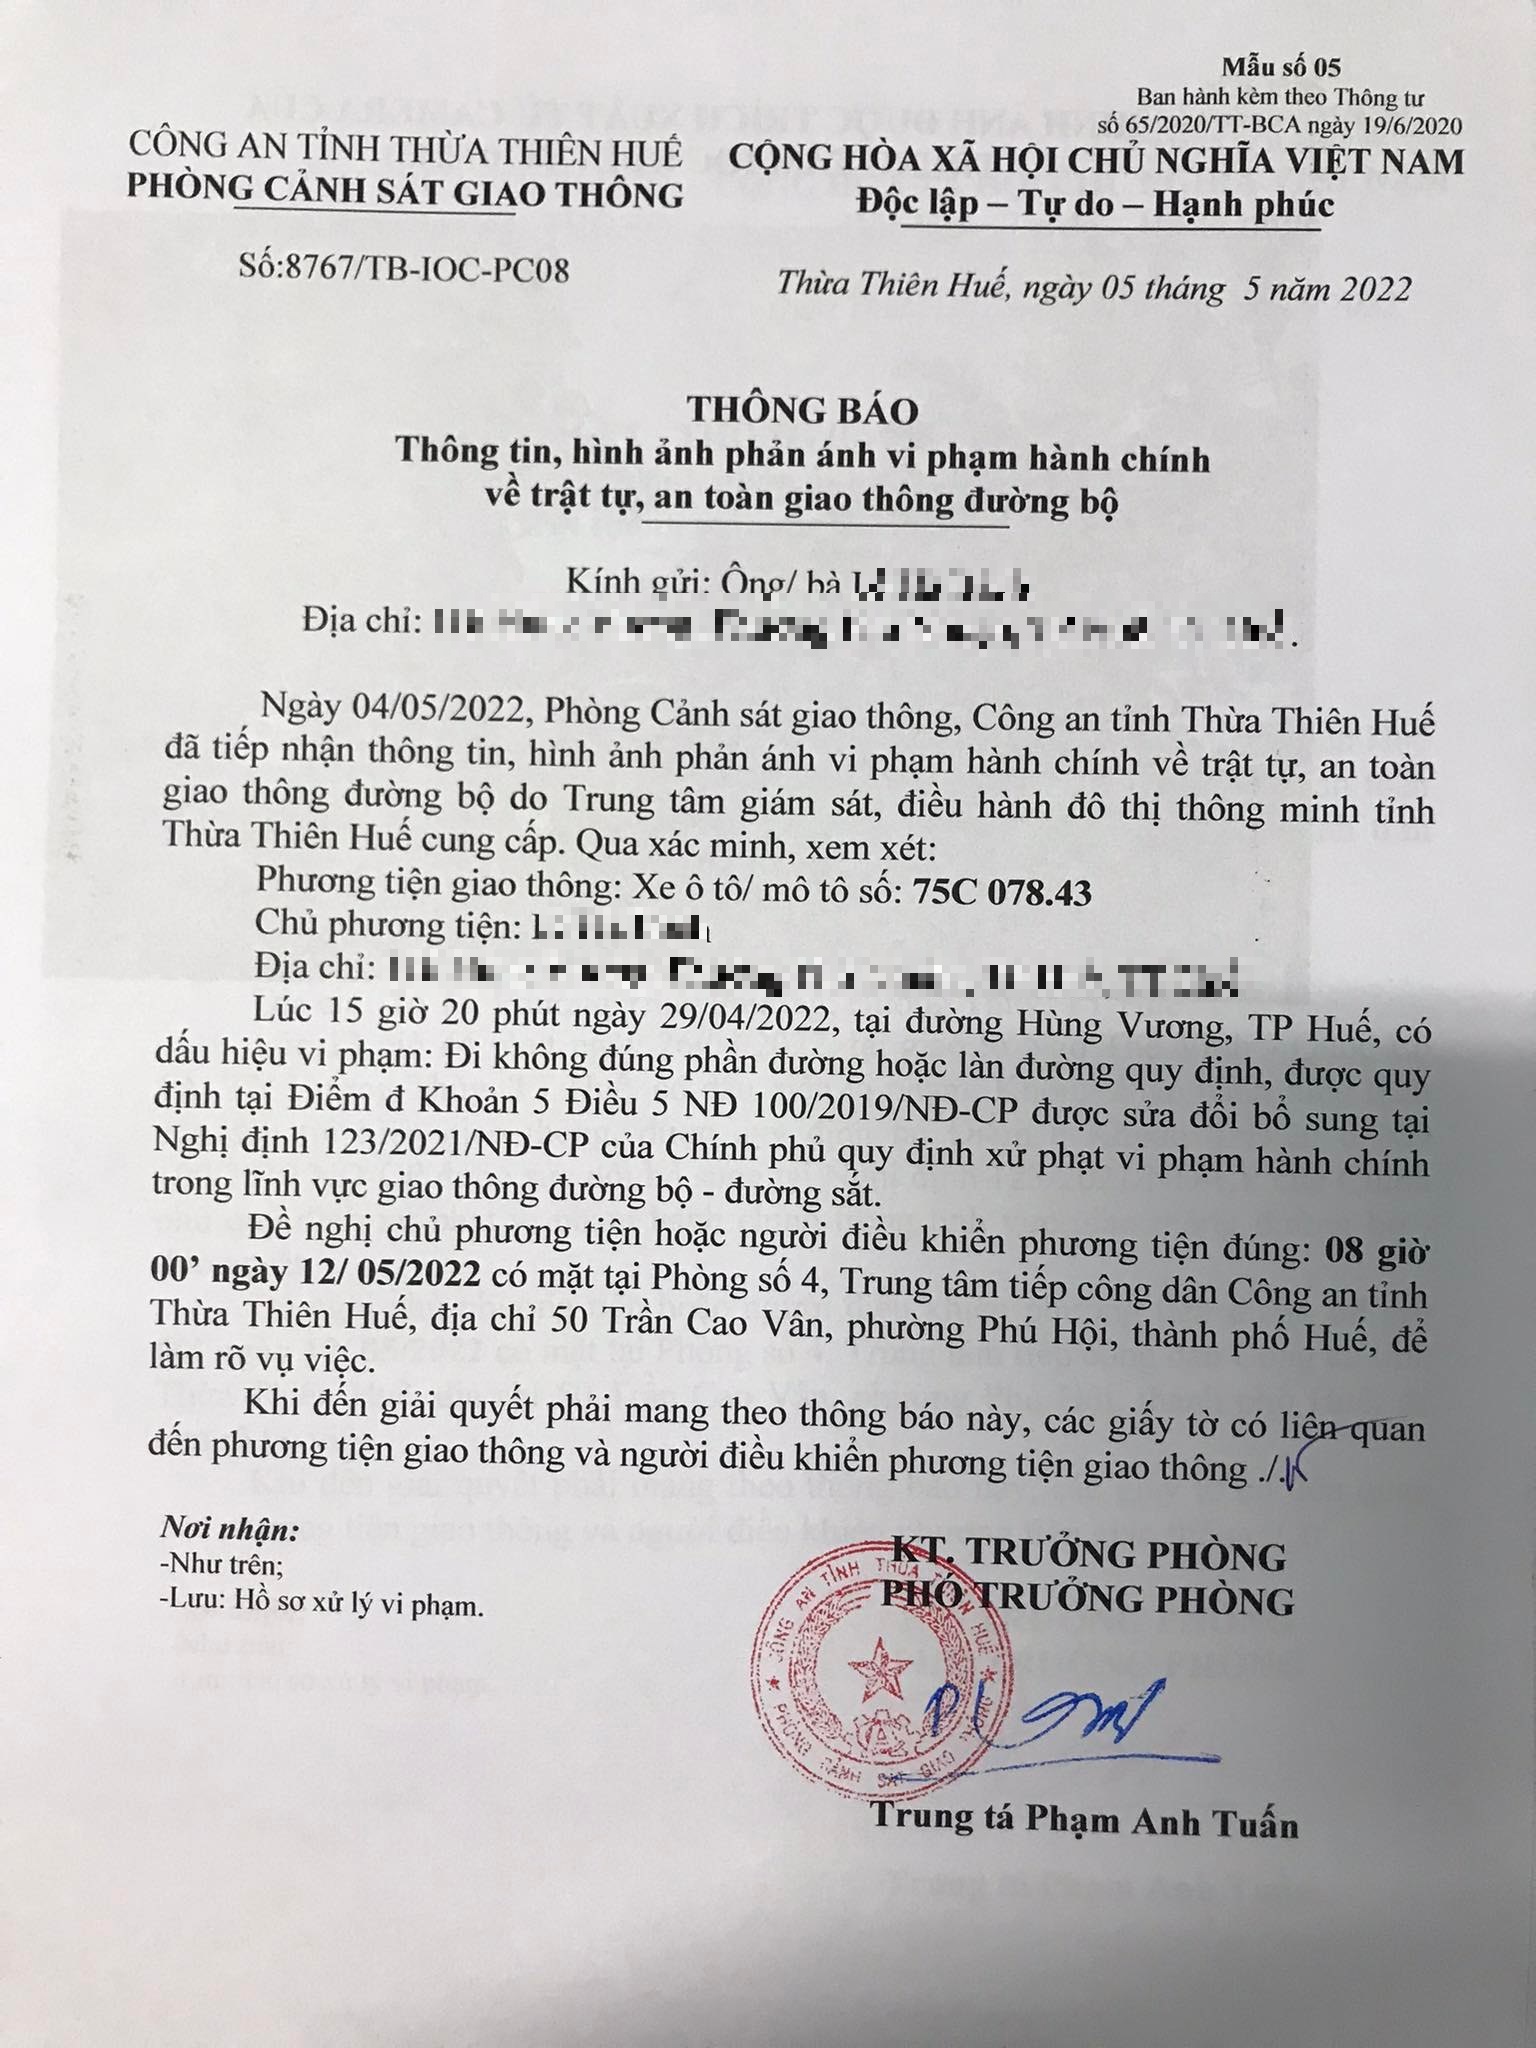 Mẫu số 05
Ban hành kèm theo Thông tư
số 65/2020/TT-BCA ngày 19/6/2020
CÔNG AN TỈNH THỪA THIÊN HUẾ
PHÒNG CẢNH SÁT GIAO THÔNG
CỘNG HÒA XÃ HỘI CHỦ NGHĨA VIỆT NAM
Độc lập – Tự do – Hạnh phúc
Số:8767/TB-IOC-PC08
Thừa Thiên Huế, ngày 05 tháng 5 năm 2022
THÔNG BÁO
Thông tin, hình ảnh phản ánh vi phạm hành chính
về trật tự, an toàn giao thông đường bộ
Kính gửi: Ông/ bà
Địa chỉ:
Ngày 04/05/2022, Phòng Cảnh sát giao thông, Công an tỉnh Thừa Thiên Huế
đã tiếp nhận thông tin, hình ảnh phản ánh vi phạm hành chính về trật tự, an toàn
giao thông đường bộ do Trung tâm giám sát, điều hành đô thị thông minh tỉnh
Thừa Thiên Huế cung cấp. Qua xác minh, xem xét:
Phương tiện giao thông: Xe ô tô/ mô tô số: 75C 078.43
Chủ phương tiện:
Địa chỉ:
Lúc 15 giờ 20 phút ngày 29/04/2022, tại đường Hùng Vương, TP Huế, có
dấu hiệu vi phạm: Đi không đúng phần đường hoặc làn đường quy định, được quy
định tại Điểm đ Khoản 5 Điều 5 NĐ 100/2019/NĐ-CP được sửa đổi bổ sung tại
Nghị định 123/2021/NĐ-CP của Chính phủ quy định xử phạt vi phạm hành chính
trong lĩnh vực giao thông đường bộ - đường sắt.
Đề nghị chủ phương tiện hoặc người điều khiển phương tiện đúng: 08 giờ
00’ ngày 12/ 05/2022 có mặt tại Phòng số 4, Trung tâm tiếp công dân Công an tỉnh
Thừa Thiên Huế, địa chỉ 50 Trần Cao Vân, phường Phú Hội, thành phố Huế, để
làm rõ vụ việc.
Khi đến giải quyết phải mang theo thông báo này, các giấy tờ có liên quan
đến phương tiện giao thông và người điều khiển phương tiện giao thông ./.
Nơi nhận:
-Như trên;
-Lưu: Hồ sơ xử lý vi phạm.
KT. TRƯỞNG PHÒNG
PHÓ TRƯỞNG PHÒNG
CÔNG AN TỈNH THỪA THIÊN HUẾ
PHÒNG CẢNH SÁT GIAO THÔNG
Trung tá Phạm Anh Tuấn